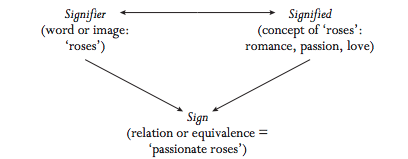 Signifier Signified
(word or image: (concept of ‘roses’:
‘roses’) romance, passion, love)
Sign
(relation or equivalence =
‘passionate roses’)